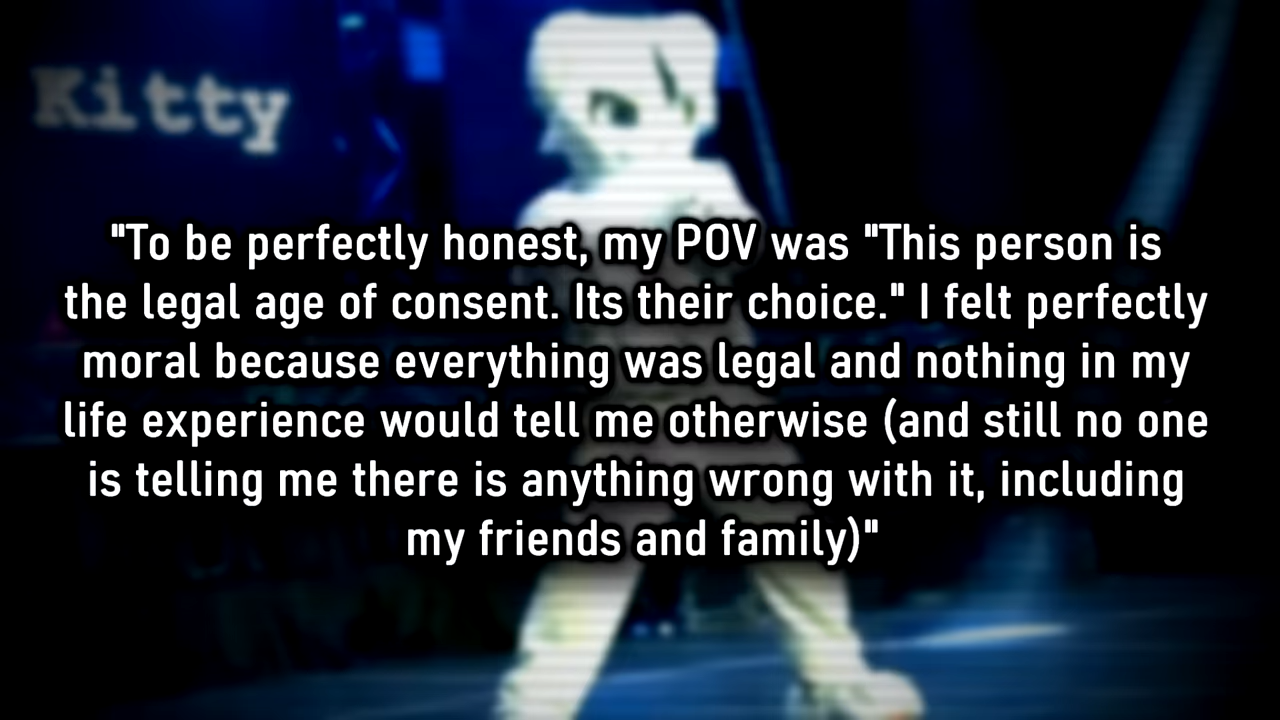 Kitty
"To be perfectly honest, my POV was "This person is
the legal age of consent. Its their choice." I felt perfectly
moral because everything was legal and nothing in my
life experience would tell me otherwise (and still no one
is telling me there is anything wrong with it, including
my friends and family)"